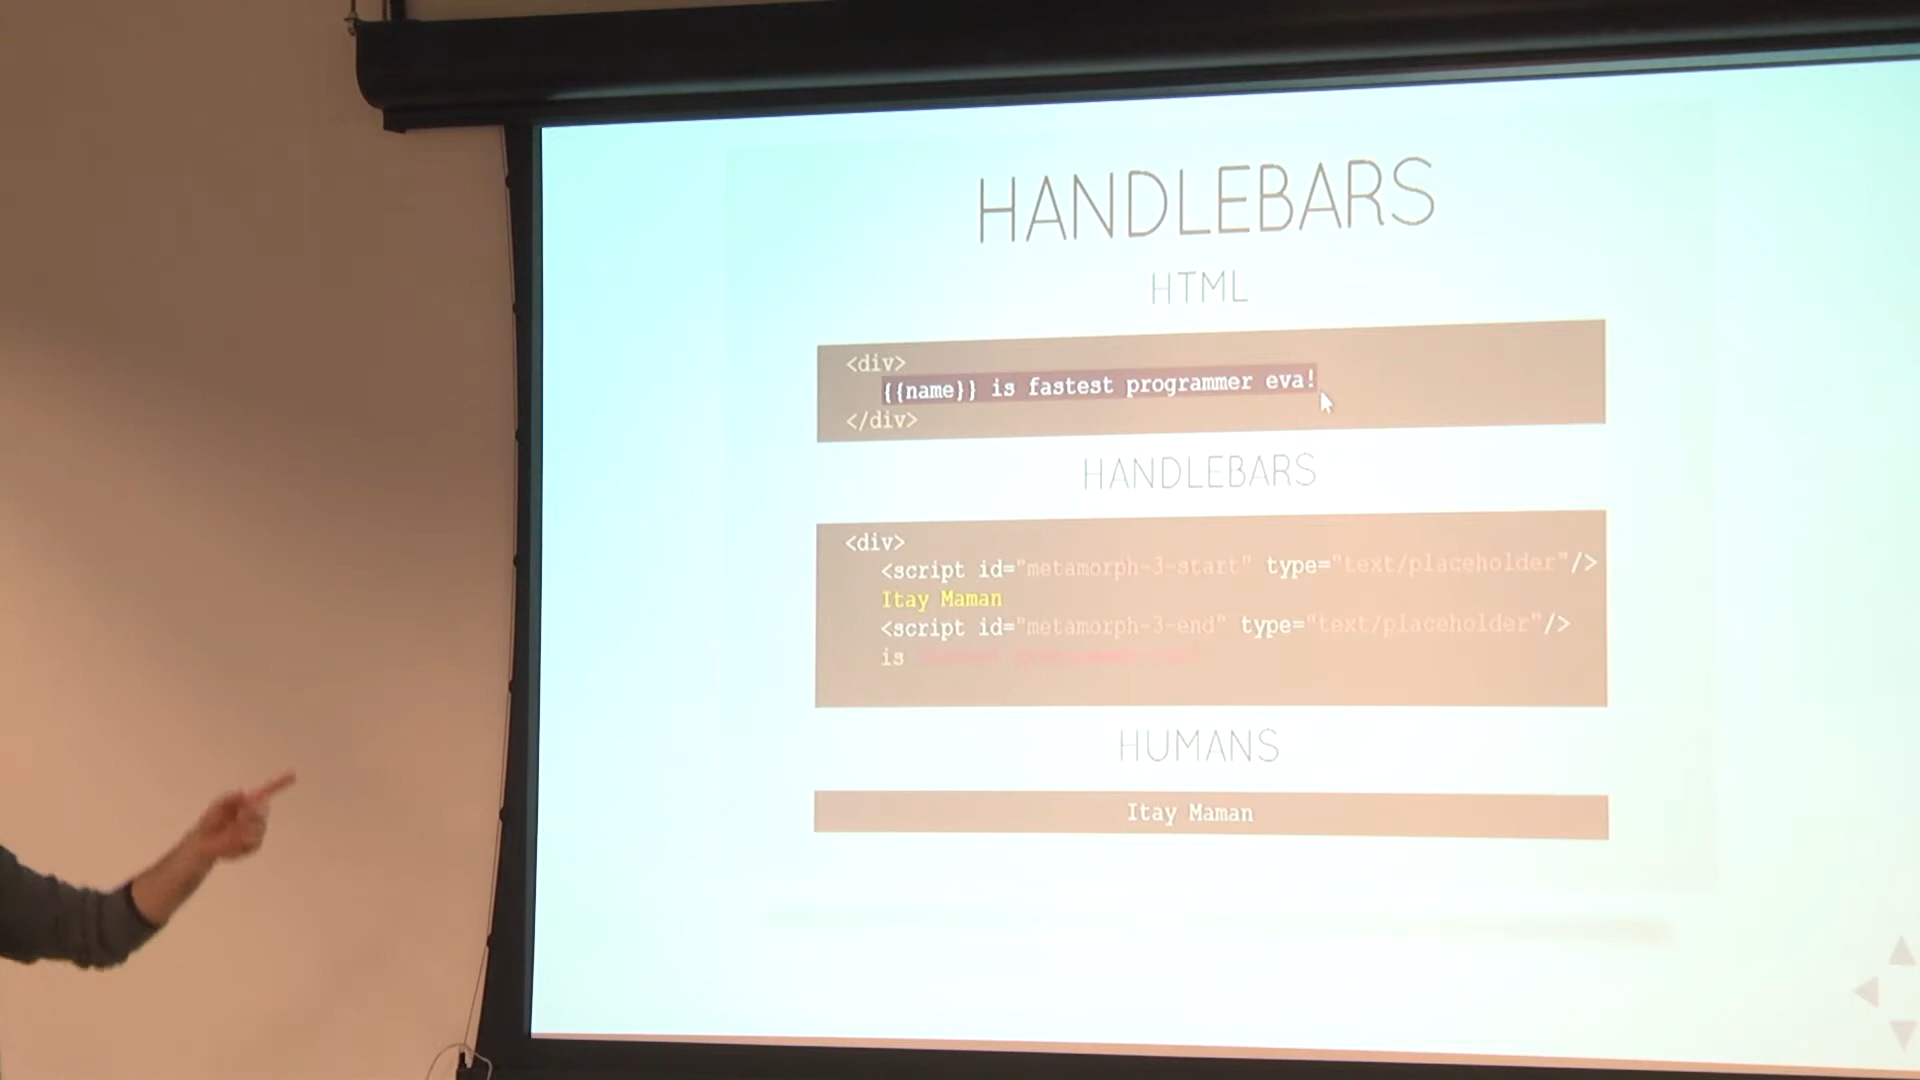 HANDLEBARS
HTML
<div>
{{name}} is fastest programmer eva!
</div>
HANDLEBARS
<div>
<script id="metamorph-3-start" type="text/placeholder"/>
Itay Maman
<script id="metamorph-3-end" type="text/placeholder"/>
is
HUMANS
Itay Maman